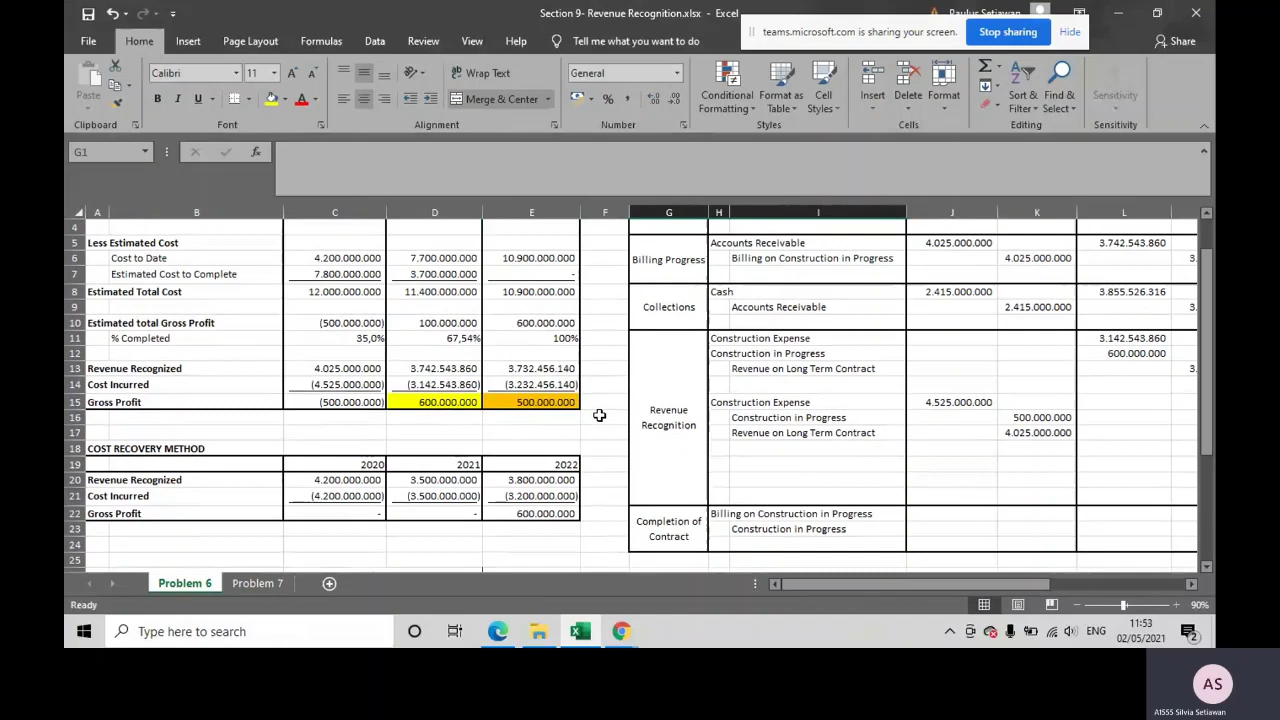 Section 9- Revenue Recognition.xlsx - Excel
Paulus Setiawan
teams.microsoft.com is sharing your screen.
Stop sharing
Hide
File Home Insert Page Layout Formulas Data Review View Help Tell me what you want to do Share
Paste
Calibri 11
Wrap Text
General
Merge & Center
Conditional Formatting
Format as Table
Cell Styles
Insert
Delete
Format
Sort & Filter
Find & Select
Sensitivity
Clipboard Font Alignment Number Styles Cells Editing Sensitivity
G1
A B C D E F G H I J K L
4
5 Less Estimated Cost Accounts Receivable 4.025.000.000 3.742.543.860
6 Cost to Date 4.200.000.000 7.700.000.000 10.900.000.000 Billing Progress Billing on Construction in Progress 4.025.000.000 3.
7 Estimated Cost to Complete 7.800.000.000 3.700.000.000 -
8 Estimated Total Cost 12.000.000.000 11.400.000.000 10.900.000.000 Cash 2.415.000.000 3.855.526.316
9 Collections Accounts Receivable 2.415.000.000 3.
10 Estimated total Gross Profit (500.000.000) 100.000.000 600.000.000
11 % Completed 35,0% 67,54% 100% Construction Expense 3.142.543.860
12 Construction in Progress 600.000.000
13 Revenue Recognized 4.025.000.000 3.742.543.860 3.732.456.140 Revenue on Long Term Contract 3.
14 Cost Incurred (4.525.000.000) (3.142.543.860) (3.232.456.140)
15 Gross Profit (500.000.000) 600.000.000 500.000.000 Revenue Recognition Construction Expense 4.525.000.000
16 Construction in Progress 500.000.000
17 Revenue on Long Term Contract 4.025.000.000
18 COST RECOVERY METHOD
19 2020 2021 2022
20 Revenue Recognized 4.200.000.000 3.500.000.000 3.800.000.000
21 Cost Incurred (4.200.000.000) (3.500.000.000) (3.200.000.000)
22 Gross Profit - - 600.000.000 Billing on Construction in Progress
23 Completion of Contract Construction in Progress
24
25
Problem 6 Problem 7
Ready
90%
Type here to search
ENG
11:53
02/05/2021
2
AS
A1555 Silvia Setiawan